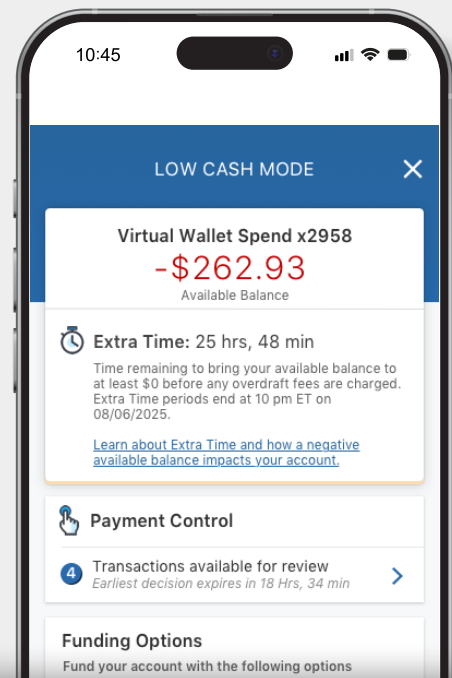 10:45
LOW CASH MODE
Virtual Wallet Spend x2958
-$262.93
Available Balance
Extra Time: 25 hrs, 48 min
Time remaining to bring your available balance to
at least $0 before any overdraft fees are charged.
Extra Time periods end at 10 pm ET on
08/06/2025.
Learn about Extra Time and how a negative
available balance impacts your account.
Payment Control
4
Transactions available for review
Earliest decision expires in 18 Hrs, 34 min
Funding Options
Fund your account with the following options